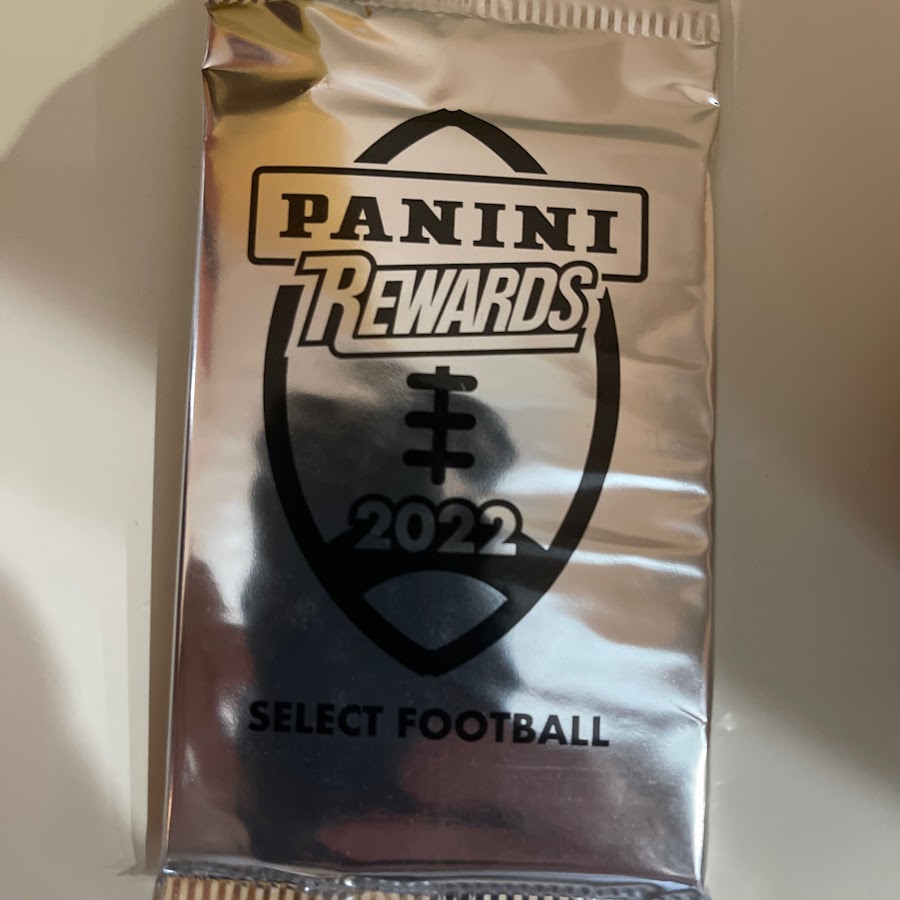 PANINI
REWARDS
2022
SELECT FOOTBALL